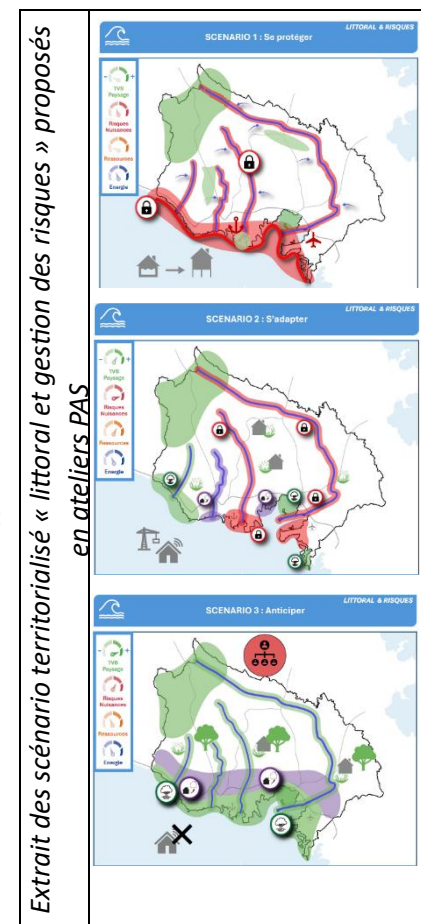 Extrait des scénario territorialisé « littoral et gestion des risques » proposés
en ateliers PAS
LITTORAL & RISQUES
SCENARIO 1 : Se protéger
- +
TVB
Paysage
Risques
Nuisances
Ressources
Energie
LITTORAL & RISQUES
SCENARIO 2 : S'adapter
- +
TVB
Paysage
Risques
Nuisances
Ressources
Energie
LITTORAL & RISQUES
SCENARIO 3 : Anticiper
- +
TVB
Paysage
Risques
Nuisances
Ressources
Energie